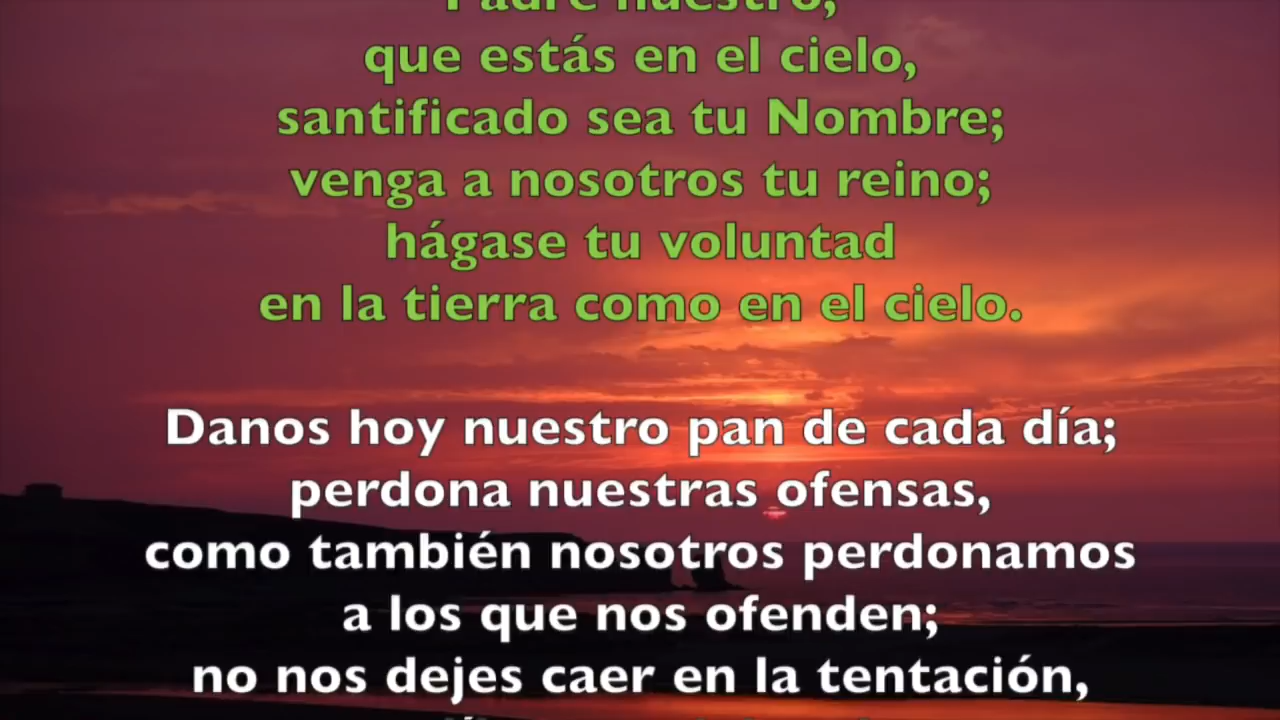 Padre nuestro,
que estás en el cielo,
santificado sea tu Nombre;
venga a nosotros tu reino;
hágase tu voluntad
en la tierra como en el cielo.
Danos hoy nuestro pan de cada día;
perdona nuestras ofensas,
como también nosotros perdonamos
a los que nos ofenden;
no nos dejes caer en la tentación,